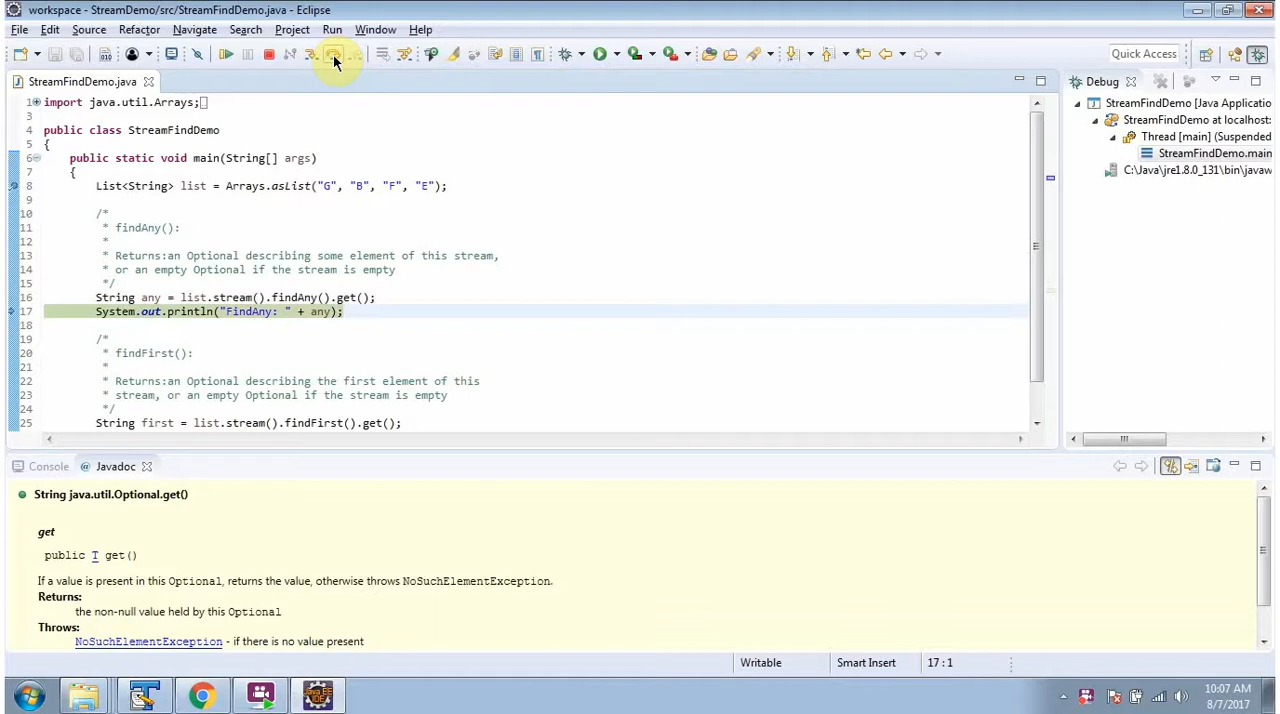 workspace - StreamDemo/src/StreamFindDemo.java - Eclipse
File Edit Source Refactor Navigate Search Project Run Window Help
Quick Access
StreamFindDemo.java
Debug
1 import java.util.Arrays;
3
4 public class StreamFindDemo
5 {
6 public static void main(String[] args)
7 {
8 List<String> list = Arrays.asList("G", "B", "F", "E");
9
10 /*
11 * findAny():
12 *
13 * Returns:an Optional describing some element of this stream,
14 * or an empty Optional if the stream is empty
15 */
16 String any = list.stream().findAny().get();
17 System.out.println("FindAny: " + any);
18
19 /*
20 * findFirst():
21 *
22 * Returns:an Optional describing the first element of this
23 * stream, or an empty Optional if the stream is empty
24 */
25 String first = list.stream().findFirst().get();
StreamFindDemo [Java Applicatio
StreamFindDemo at localhost:
Thread [main] (Suspended
StreamFindDemo.main
C:\Java\jre1.8.0_131\bin\javaw
Console
@ Javadoc
String java.util.Optional.get()
get
public T get()
If a value is present in this Optional, returns the value, otherwise throws NoSuchElementException.
Returns:
the non-null value held by this Optional
Throws:
NoSuchElementException - if there is no value present
Writable
Smart Insert
17 : 1
Java EE
IDE
10:07 AM
8/7/2017